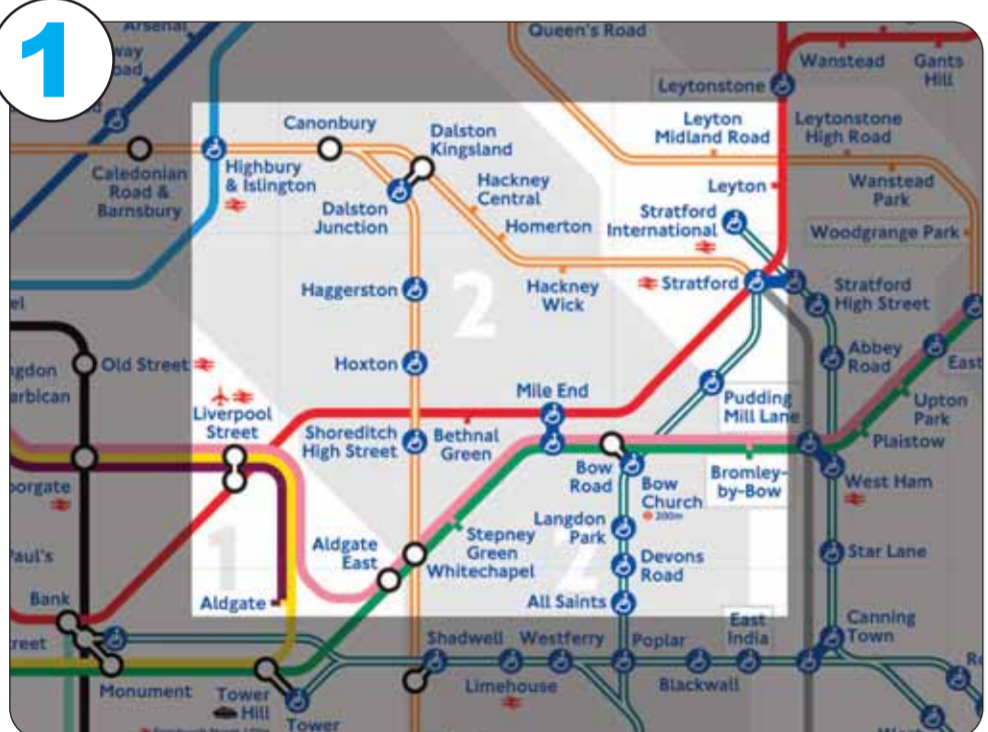 1
Arsenal
Queen's Road
Wanstead
Gants
Hill
Leytonstone
Canonbury
Dalston
Kingsland
Leyton
Midland Road
Leytonstone
High Road
Caledonian
Road &
Barnsbury
Highbury
& Islington
Dalston
Junction
Hackney
Central
Homerton
Leyton
Wanstead
Park
Stratford
International
Woodgrange Park
Haggerston
2
Hackney
Wick
Stratford
Stratford
High Street
Old Street
Hoxton
Abbey
Road
East
Mile End
Pudding
Mill Lane
Upton
Park
Liverpool
Street
Shoreditch
High Street
Bethnal
Green
Plaistow
Bow
Road
Bow
Church
200m
Bromley-
by-Bow
West Ham
1
Aldgate
East
Stepney
Green
Whitechapel
2
Langdon
Park
Devons
Road
Star Lane
Bank
Aldgate
All Saints
East
India
Canning
Town
Shadwell
Westferry
Poplar
Monument
Tower
Hill
Limehouse
Blackwall
Tower